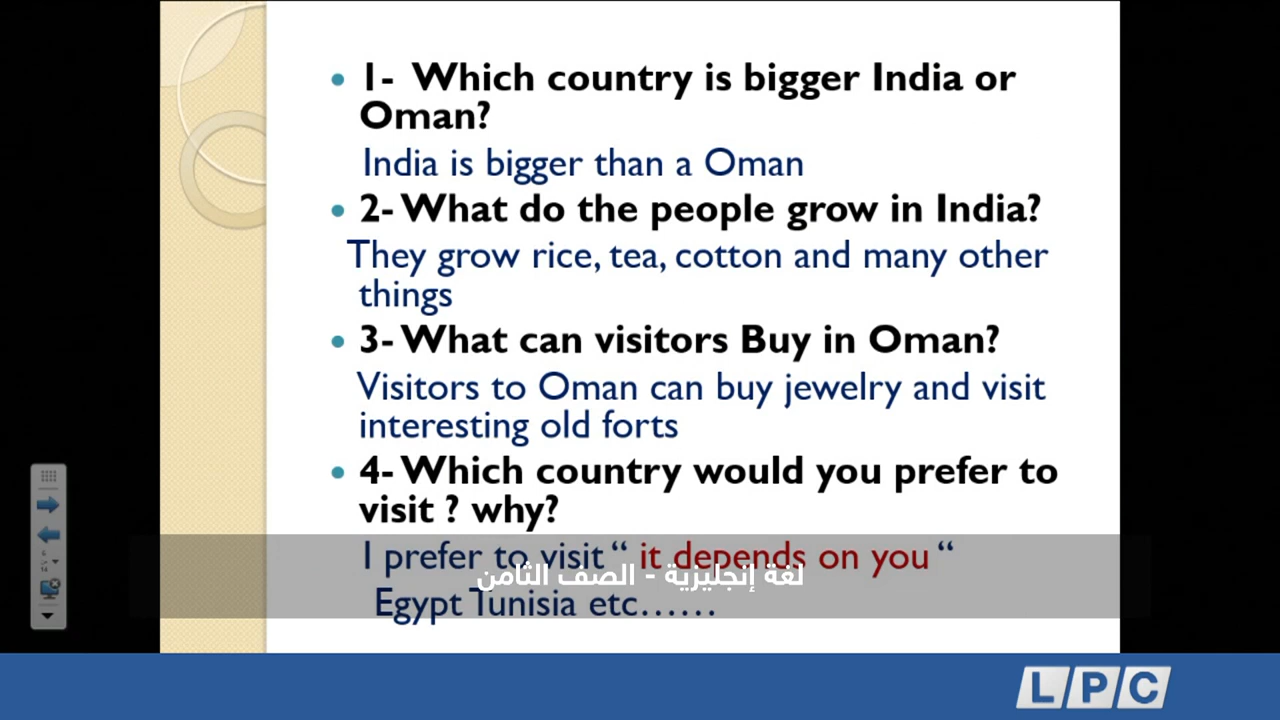 1- Which country is bigger India or
Oman?
India is bigger than a Oman
2- What do the people grow in India?
They grow rice, tea, cotton and many other
things
3- What can visitors Buy in Oman?
Visitors to Oman can buy jewelry and visit
interesting old forts
4- Which country would you prefer to
visit ? why?
I prefer to visit “ it depends on you “
لغة إنجليزية - الصف الثامن
Egypt Tunisia etc......
LPC